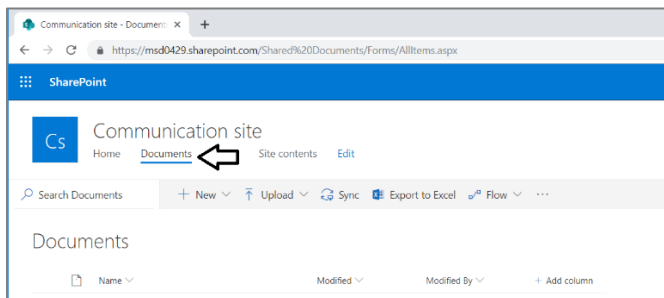 Communication site - Document
https://msd0429.sharepoint.com/Shared%20Documents/Forms/AllItems.aspx
SharePoint
Cs
Communication site
Home Documents Site contents Edit
Search Documents New Upload Sync Export to Excel Flow ...
Documents
Name Modified Modified By + Add column